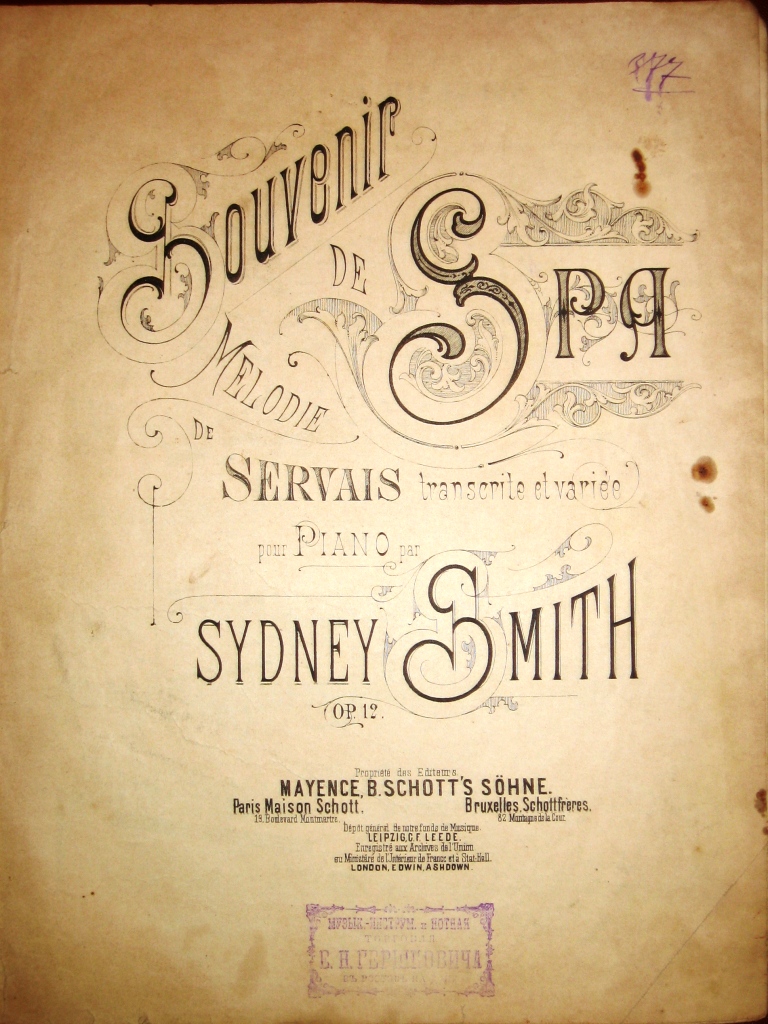 377
Souvenir
DE
SPA
MELODIE
DE
SERVAIS transcrite et variée
pour PIANO par
SYDNEY SMITH
OP. 12.
Propriété des Editeurs.
MAYENCE, B. SCHOTT'S SÖHNE.
Paris Maison Schott. Bruxelles, Schott frères.
19. Boulevard Montmartre. 82 Montagne de la Cour.
Dépôt général de notre fonds de Musique.
LEIPZIG, C.F. LEEDE.
Enregistré aux Archives de l'Union
au Ministère de l'Intérieur de France et à Stat. Hall.
LONDON, EDWIN, ASHDOWN.
МУЗЫК.-ИНСТРУМ. и НОТНАЯ
ТОРГОВЛЯ